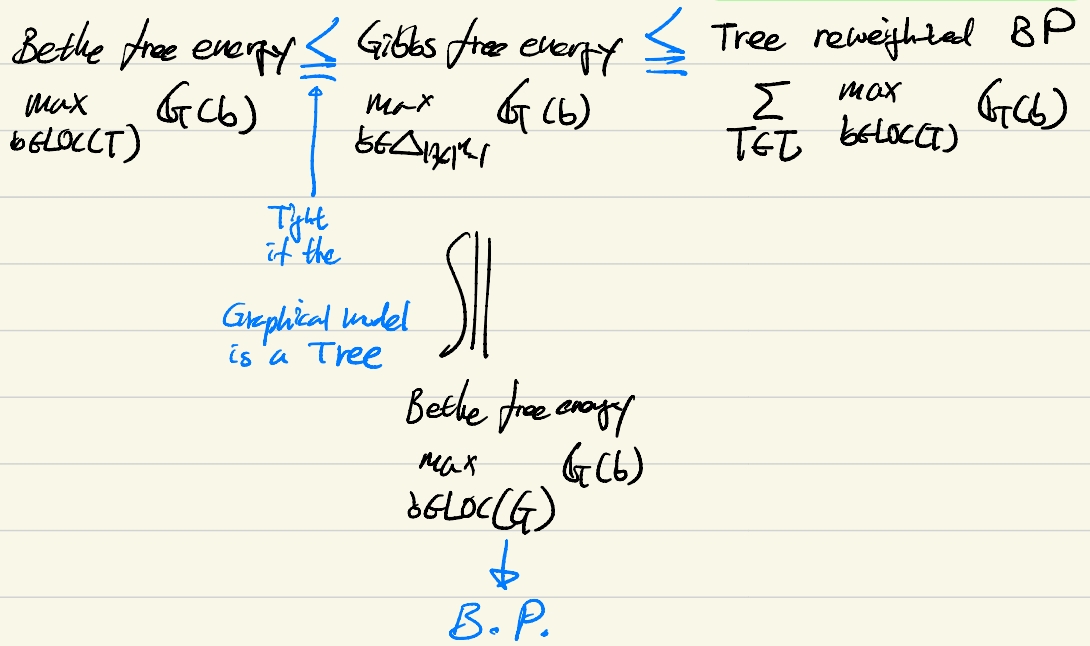 Bethe free energy ≤ Gibbs free energy ≤ Tree reweighted BP
max G(b) max G(b) ∑ max G(b)
b∈LOC(T) b∈Δ|X|ⁿ-1 T∈T b∈LOC(T)
Tight
if the
Graphical model
is a Tree
Bethe free energy
max G(b)
b∈LOC(G)
B.P.